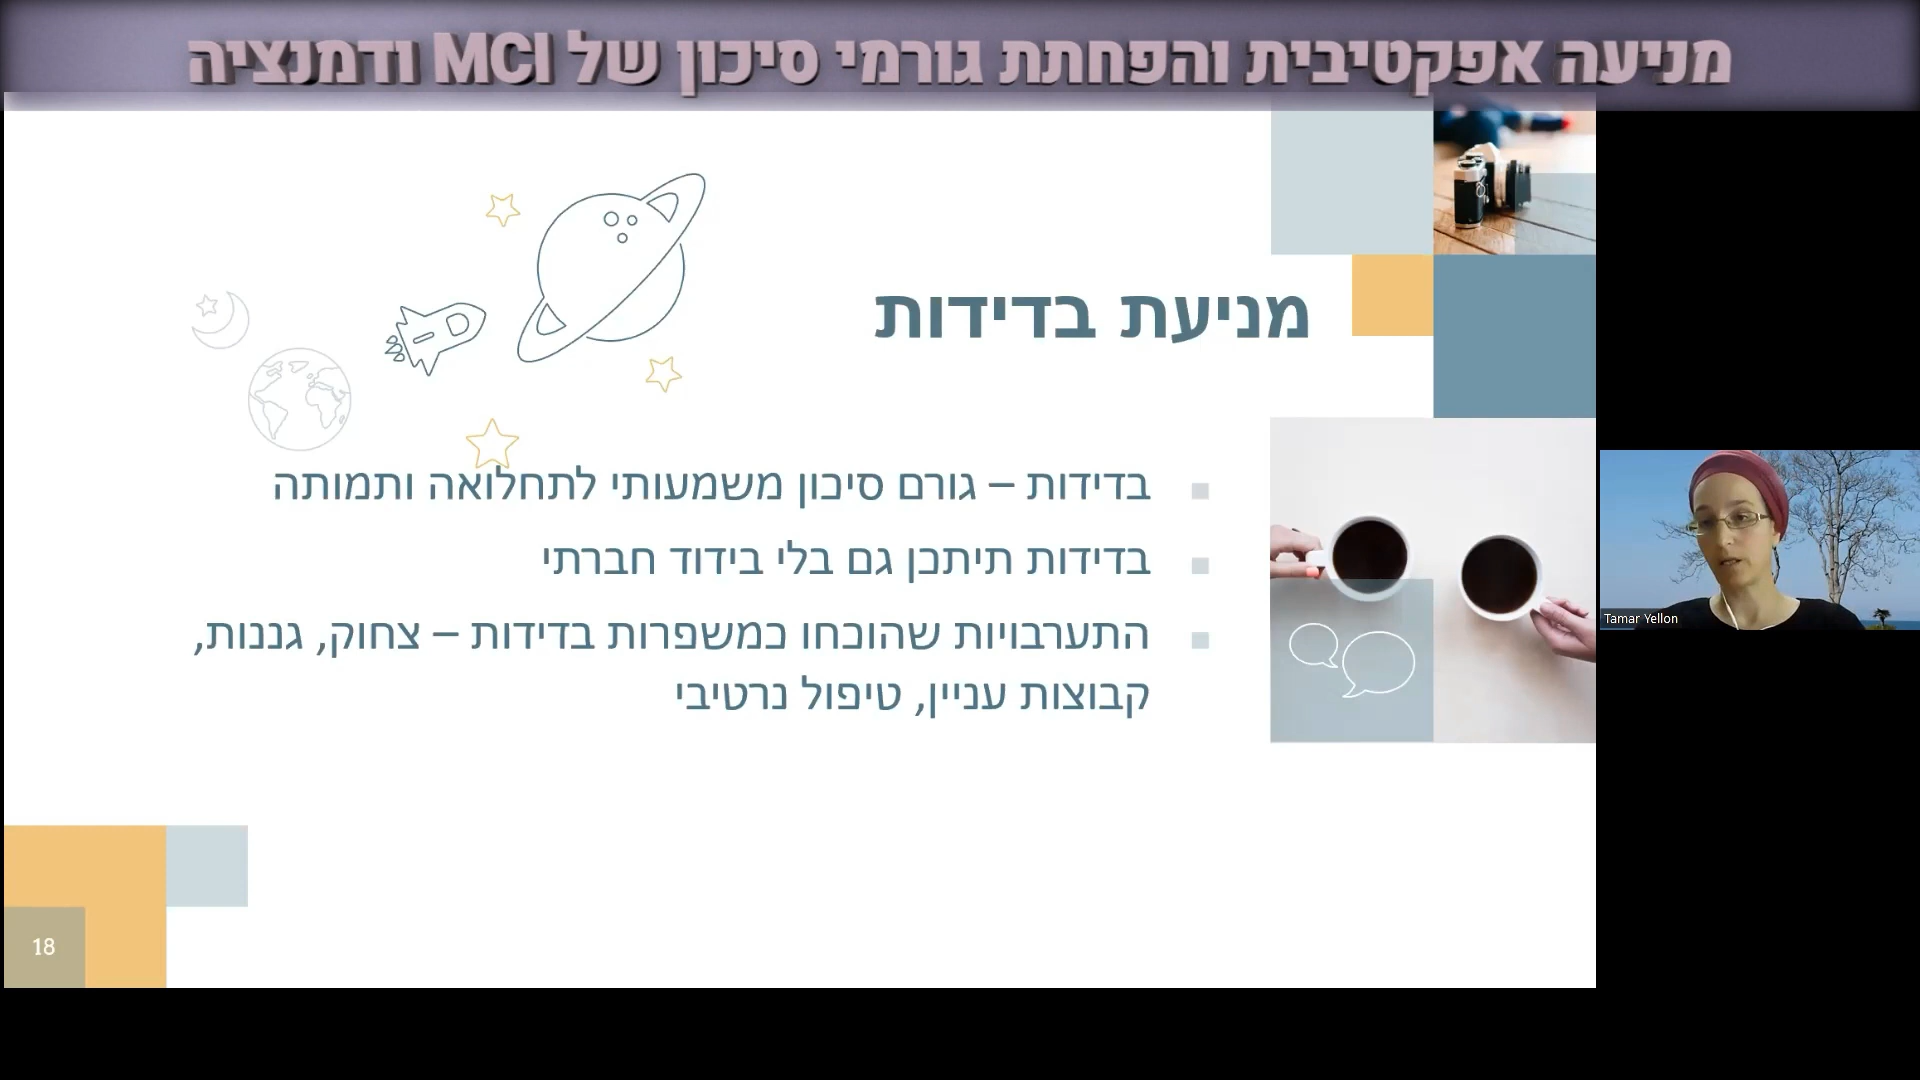 מניעה אפקטיבית והפחתת גורמי סיכון של MCI ודמנציה
מניעת בדידות
בדידות – גורם סיכון משמעותי לתחלואה ותמותה
בדידות תיתכן גם בלי בידוד חברתי
התערבויות שהוכחו כמשפרות בדידות – צחוק, גננות,
קבוצות עניין, טיפול נרטיבי
Tamar Yellon
18